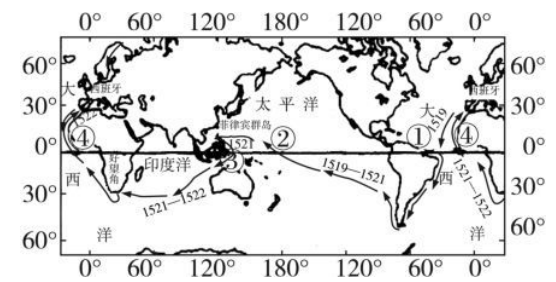 0° 60° 120° 180° 120° 60° 0°
60° 60°
大 西班牙 太平洋 大 西班牙
30° 1522 1519 30°
菲律宾群岛
④ ② ① ④
0° 1521 0°
好望角 印度洋 ③ 1519—1521
西 西
30° 1521—1522 1521—1522 30°
洋 洋
60° 60°
0° 60° 120° 180° 120° 60° 0°